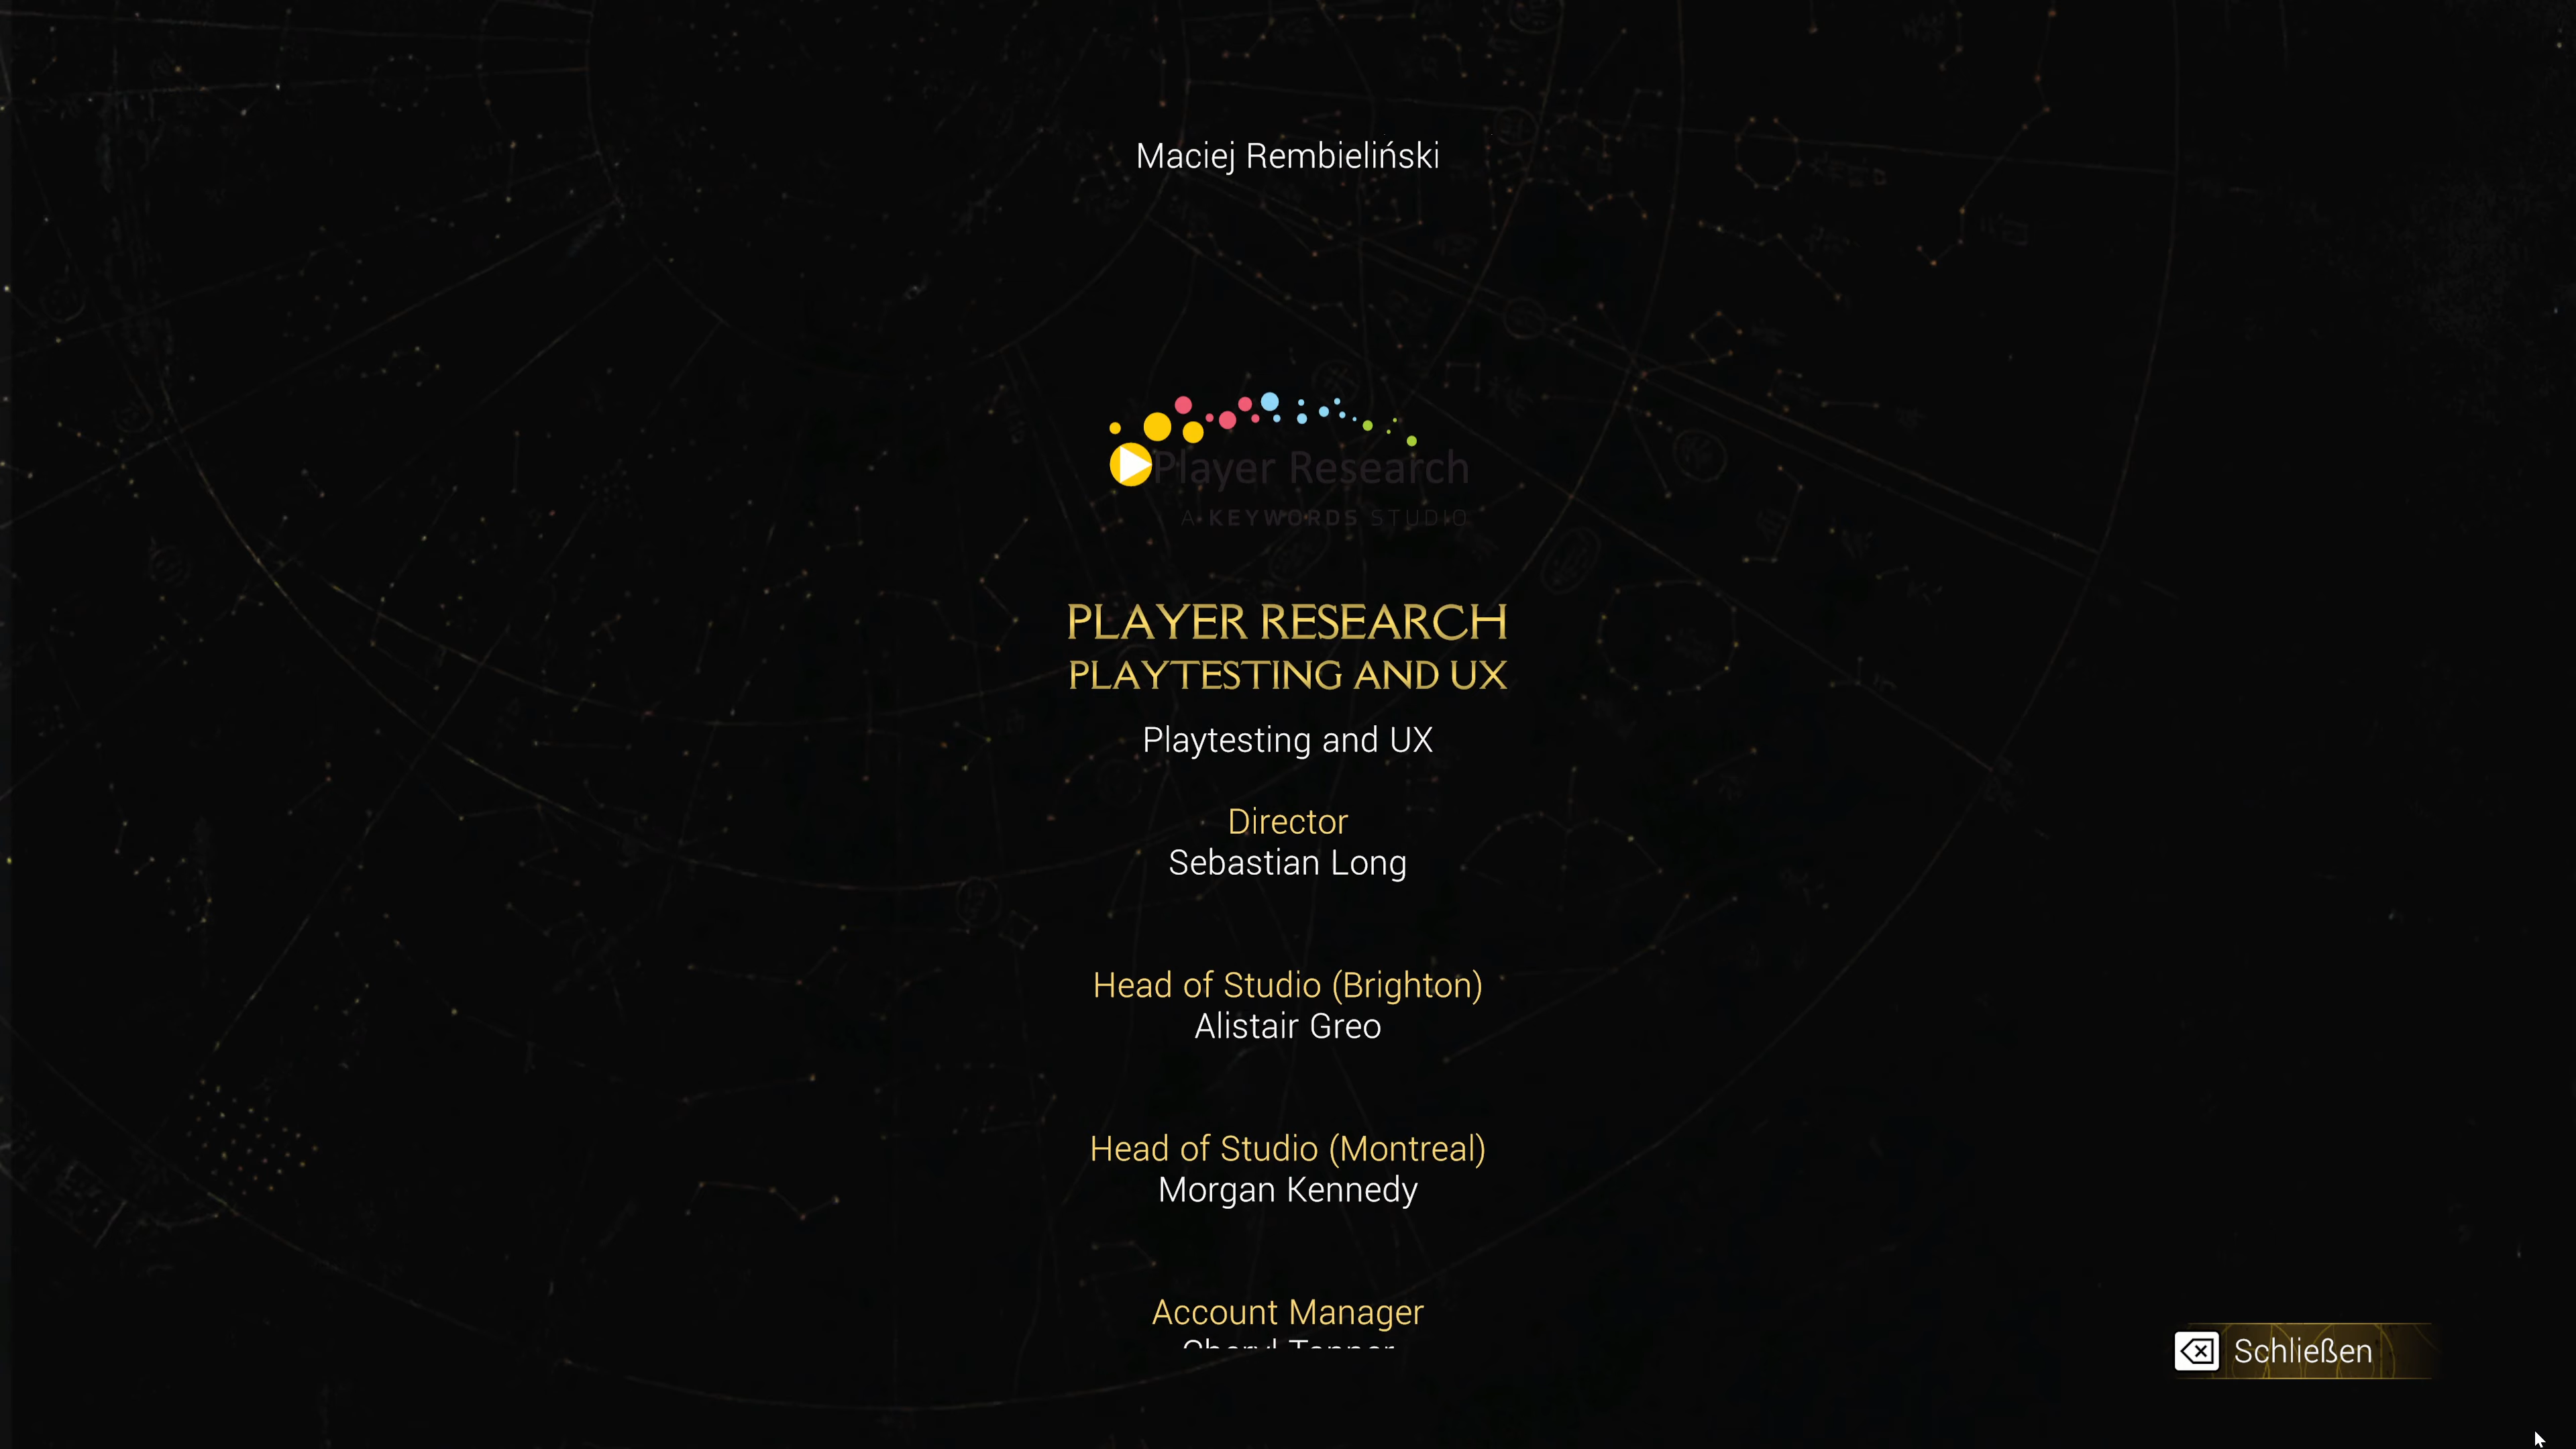 Maciej Rembieliński
Player Research
A KEYWORDS STUDIO
PLAYER RESEARCH
PLAYTESTING AND UX
Playtesting and UX
Director
Sebastian Long
Head of Studio (Brighton)
Alistair Greo
Head of Studio (Montreal)
Morgan Kennedy
Account Manager
Schließen